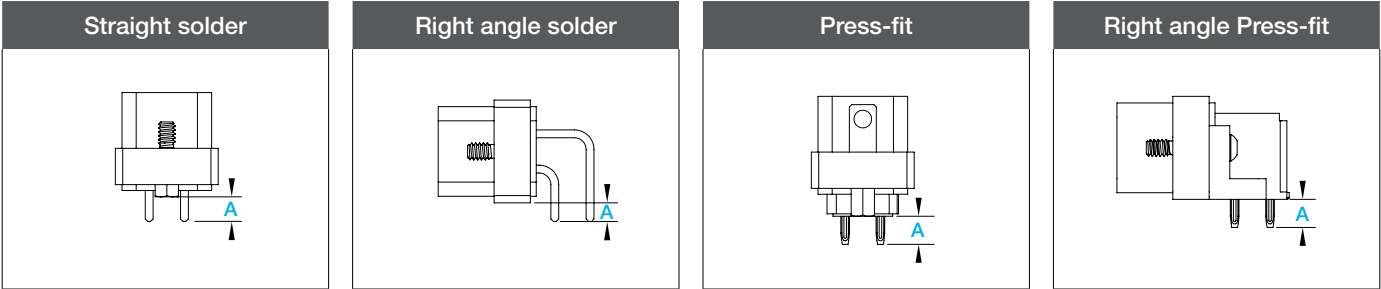 Straight solder
A
Right angle solder
A
Press-fit
A
Right angle Press-fit
A